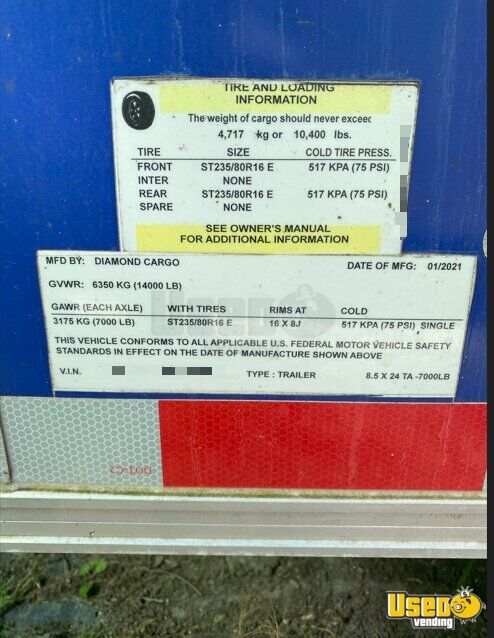 TIRE AND LOADING
INFORMATION
The weight of cargo should never exceed
4,717 kg or 10,400 lbs.
TIRE SIZE COLD TIRE PRESS.
FRONT ST235/80R16 E 517 KPA (75 PSI)
INTER NONE
REAR ST235/80R16 E 517 KPA (75 PSI)
SPARE NONE
SEE OWNER'S MANUAL
FOR ADDITIONAL INFORMATION
MFD BY: DIAMOND CARGO DATE OF MFG: 01/2021
GVWR: 6350 KG (14000 LB)
GAWR (EACH AXLE) WITH TIRES RIMS AT COLD
3175 KG (7000 LB) ST235/80R16 E 16 X 8J 517 KPA (75 PSI) SINGLE
THIS VEHICLE CONFORMS TO ALL APPLICABLE U.S. FEDERAL MOTOR VEHICLE SAFETY
STANDARDS IN EFFECT ON THE DATE OF MANUFACTURE SHOWN ABOVE
V.I.N. TYPE : TRAILER 8.5 X 24 TA -7000LB
DOT-C2
Used
vending